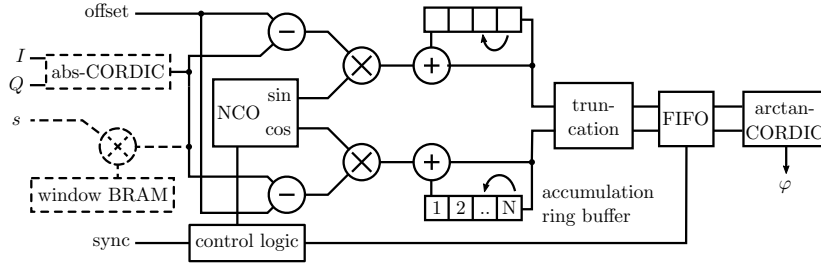 offset
I
Q
abs-CORDIC
s
window BRAM
sync
control logic
NCO
sin
cos
1 2 .. N
accumulation
ring buffer
trun-
cation
FIFO
arctan-
CORDIC
φ